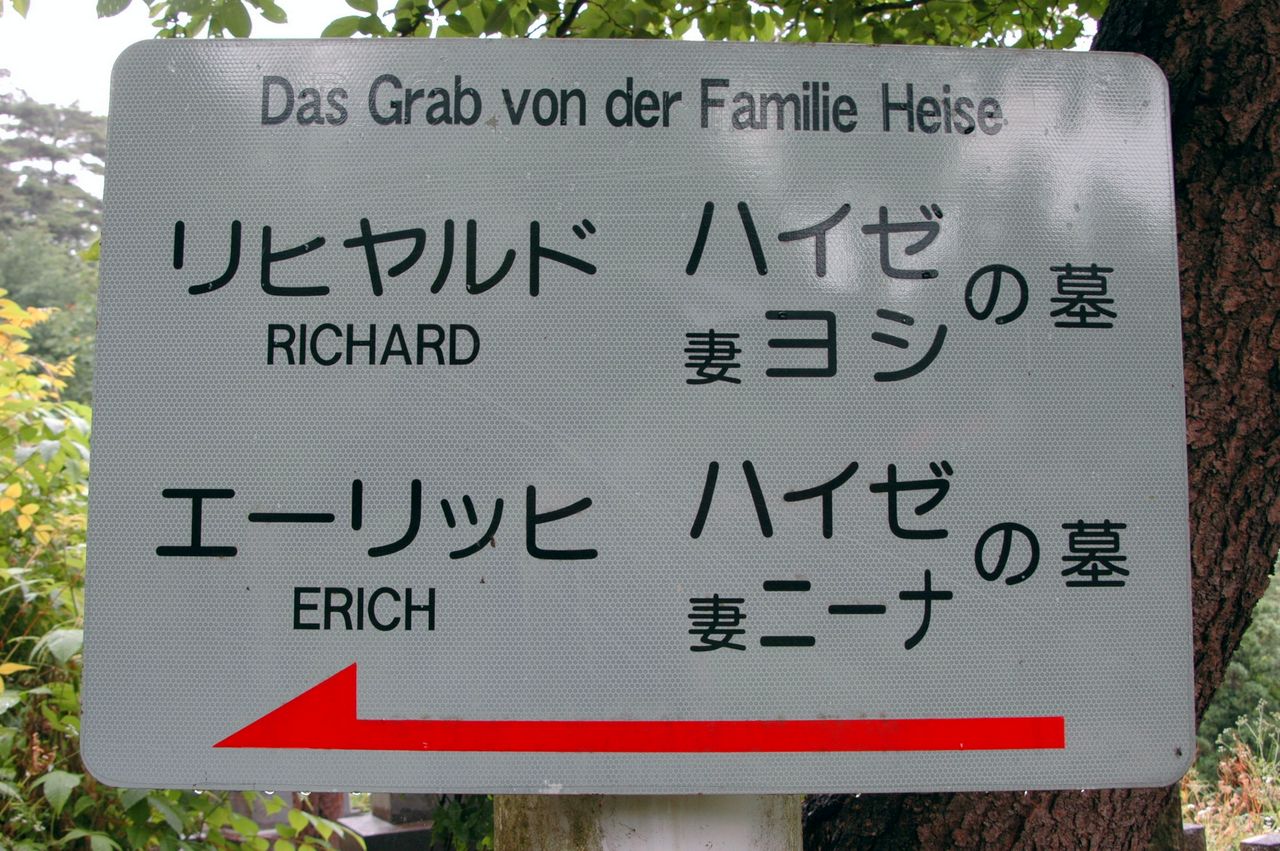 Das Grab von der Familie Heise
リヒャルド ハイゼの墓
RICHARD 妻ヨシ
エーリッヒ ハイゼの墓
ERICH 妻ニーナ